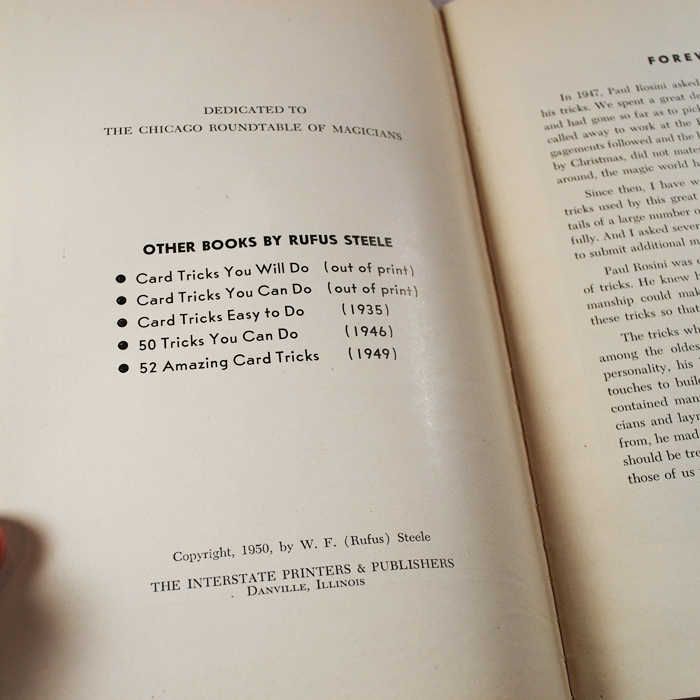 DEDICATED TO
THE CHICAGO ROUNDTABLE OF MAGICIANS
OTHER BOOKS BY RUFUS STEELE
● Card Tricks You Will Do (out of print)
● Card Tricks You Can Do (out of print)
● Card Tricks Easy to Do (1935)
● 50 Tricks You Can Do (1946)
● 52 Amazing Card Tricks (1949)
Copyright, 1950, by W. F. (Rufus) Steele
THE INTERSTATE PRINTERS & PUBLISHERS
DANVILLE, ILLINOIS
In 1947, Paul Rosini asked
his tricks. We spent a great
and had gone so far as to
called away to work at the
gagements followed and the
by Christmas, did not
around, the magic world
Since then, I have
tricks used by this great
tails of a large number
fully. And I asked
to submit additional
Paul Rosini was
of tricks. He knew
manship could
these tricks so that
The tricks
among the
personality, his
touches to
contained
cians and
from, he made
should be
those of us